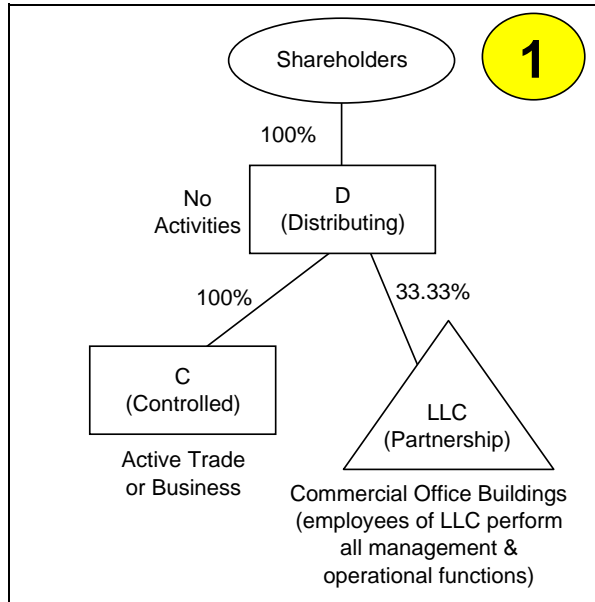 Shareholders
1
100%
No
Activities
D
(Distributing)
100%
33.33%
C
(Controlled)
LLC
(Partnership)
Active Trade
or Business
Commercial Office Buildings
(employees of LLC perform
all management &
operational functions)